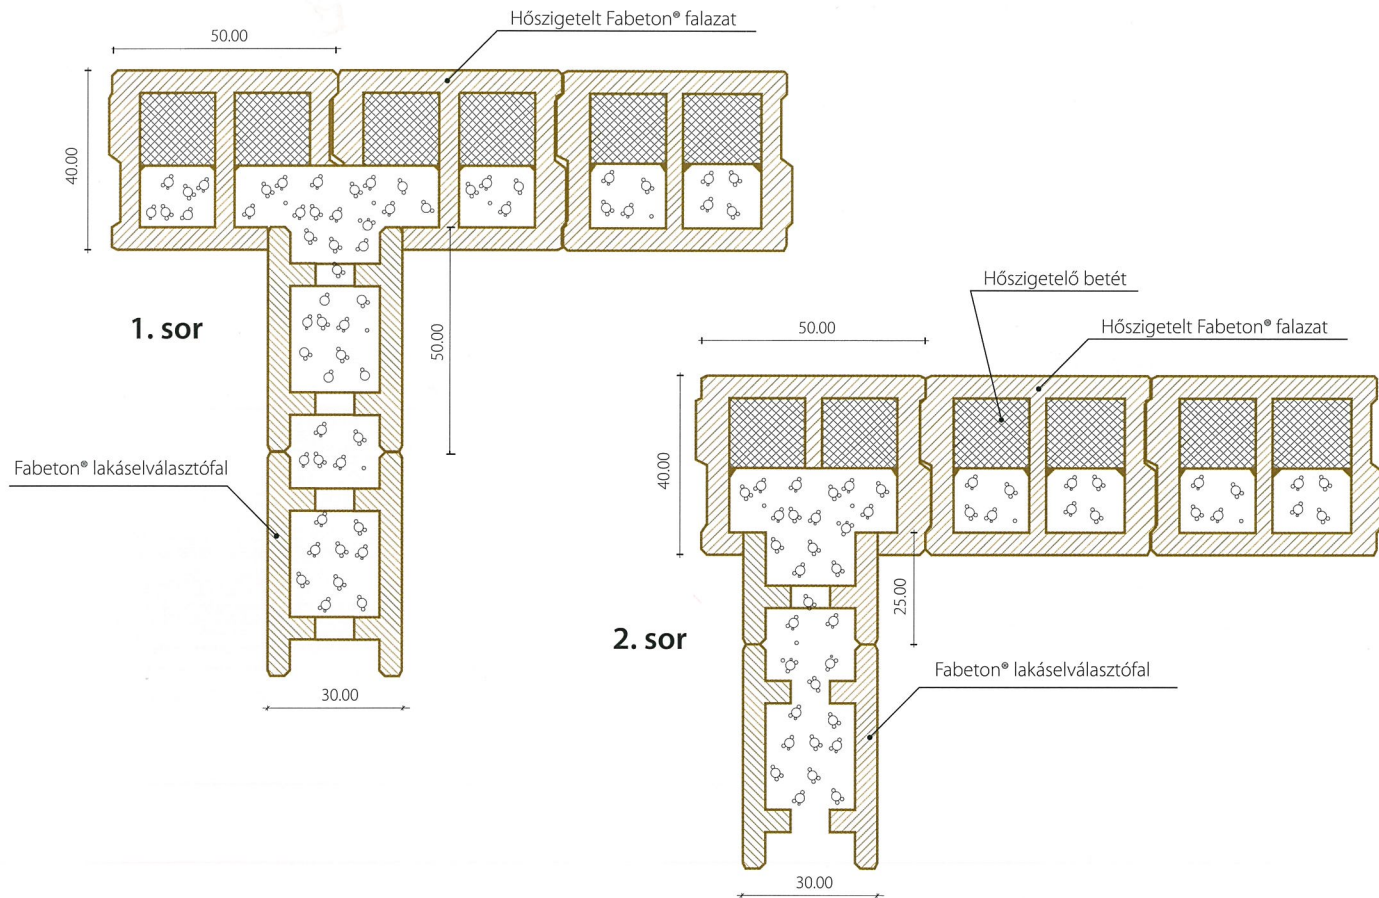 Hőszigetelt Fabeton® falazat
50.00
40.00
1. sor
50.00
Fabeton® lakáselválasztófal
30.00
Hőszigetelő betét
50.00
Hőszigetelt Fabeton® falazat
40.00
25.00
2. sor
Fabeton® lakáselválasztófal
30.00